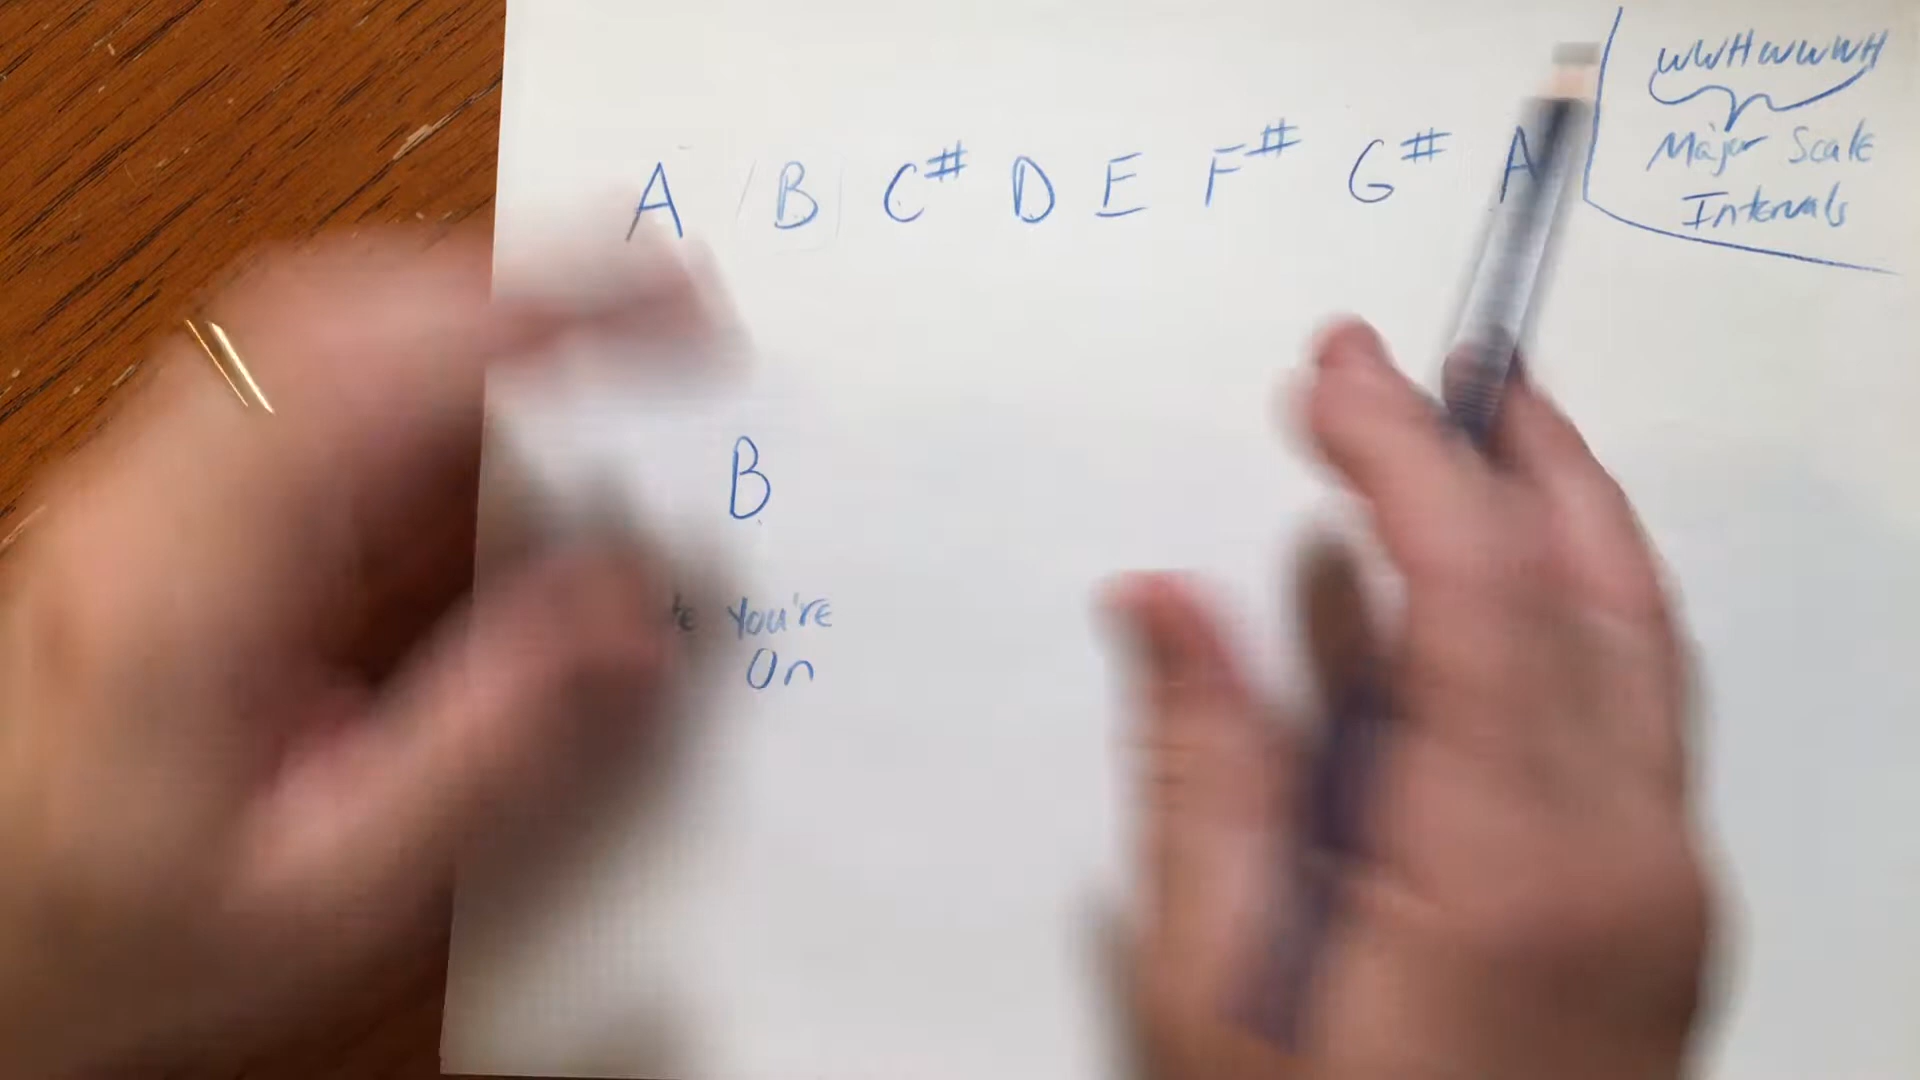 A B C# D E F# G# A
WWHWWWH
Major Scale
Intervals
B
You're
On